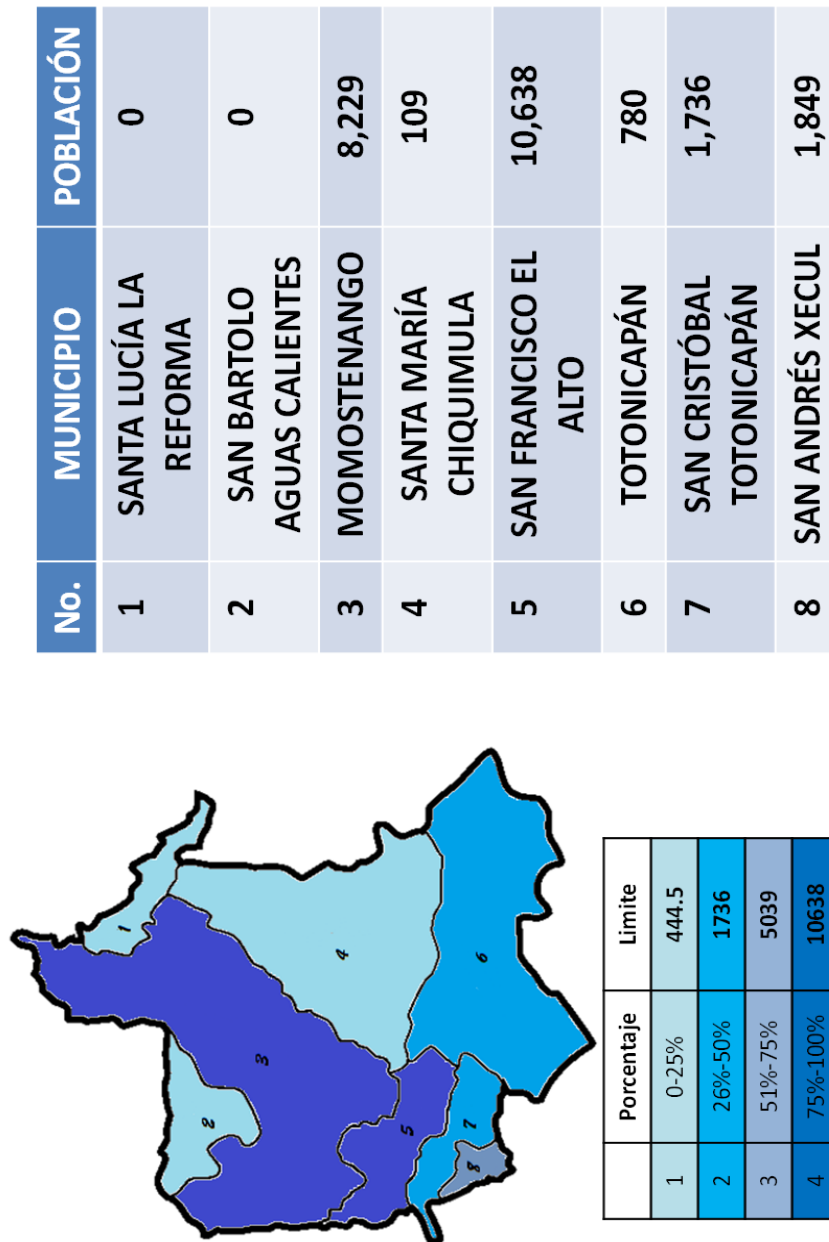 No. MUNICIPIO POBLACIÓN
1 SANTA LUCÍA LA 0
REFORMA
2 SAN BARTOLO 0
AGUAS CALIENTES
3 MOMOSTENANGO 8,229
4 SANTA MARÍA 109
CHIQUIMULA
5 SAN FRANCISCO EL 10,638
ALTO
6 TOTONICAPÁN 780
7 SAN CRISTÓBAL 1,736
TOTONICAPÁN
8 SAN ANDRÉS XECUL 1,849
1
2
3
4
5
6
7
8
Porcentaje Limite
1 0-25% 444.5
2 26%-50% 1736
3 51%-75% 5039
4 75%-100% 10638